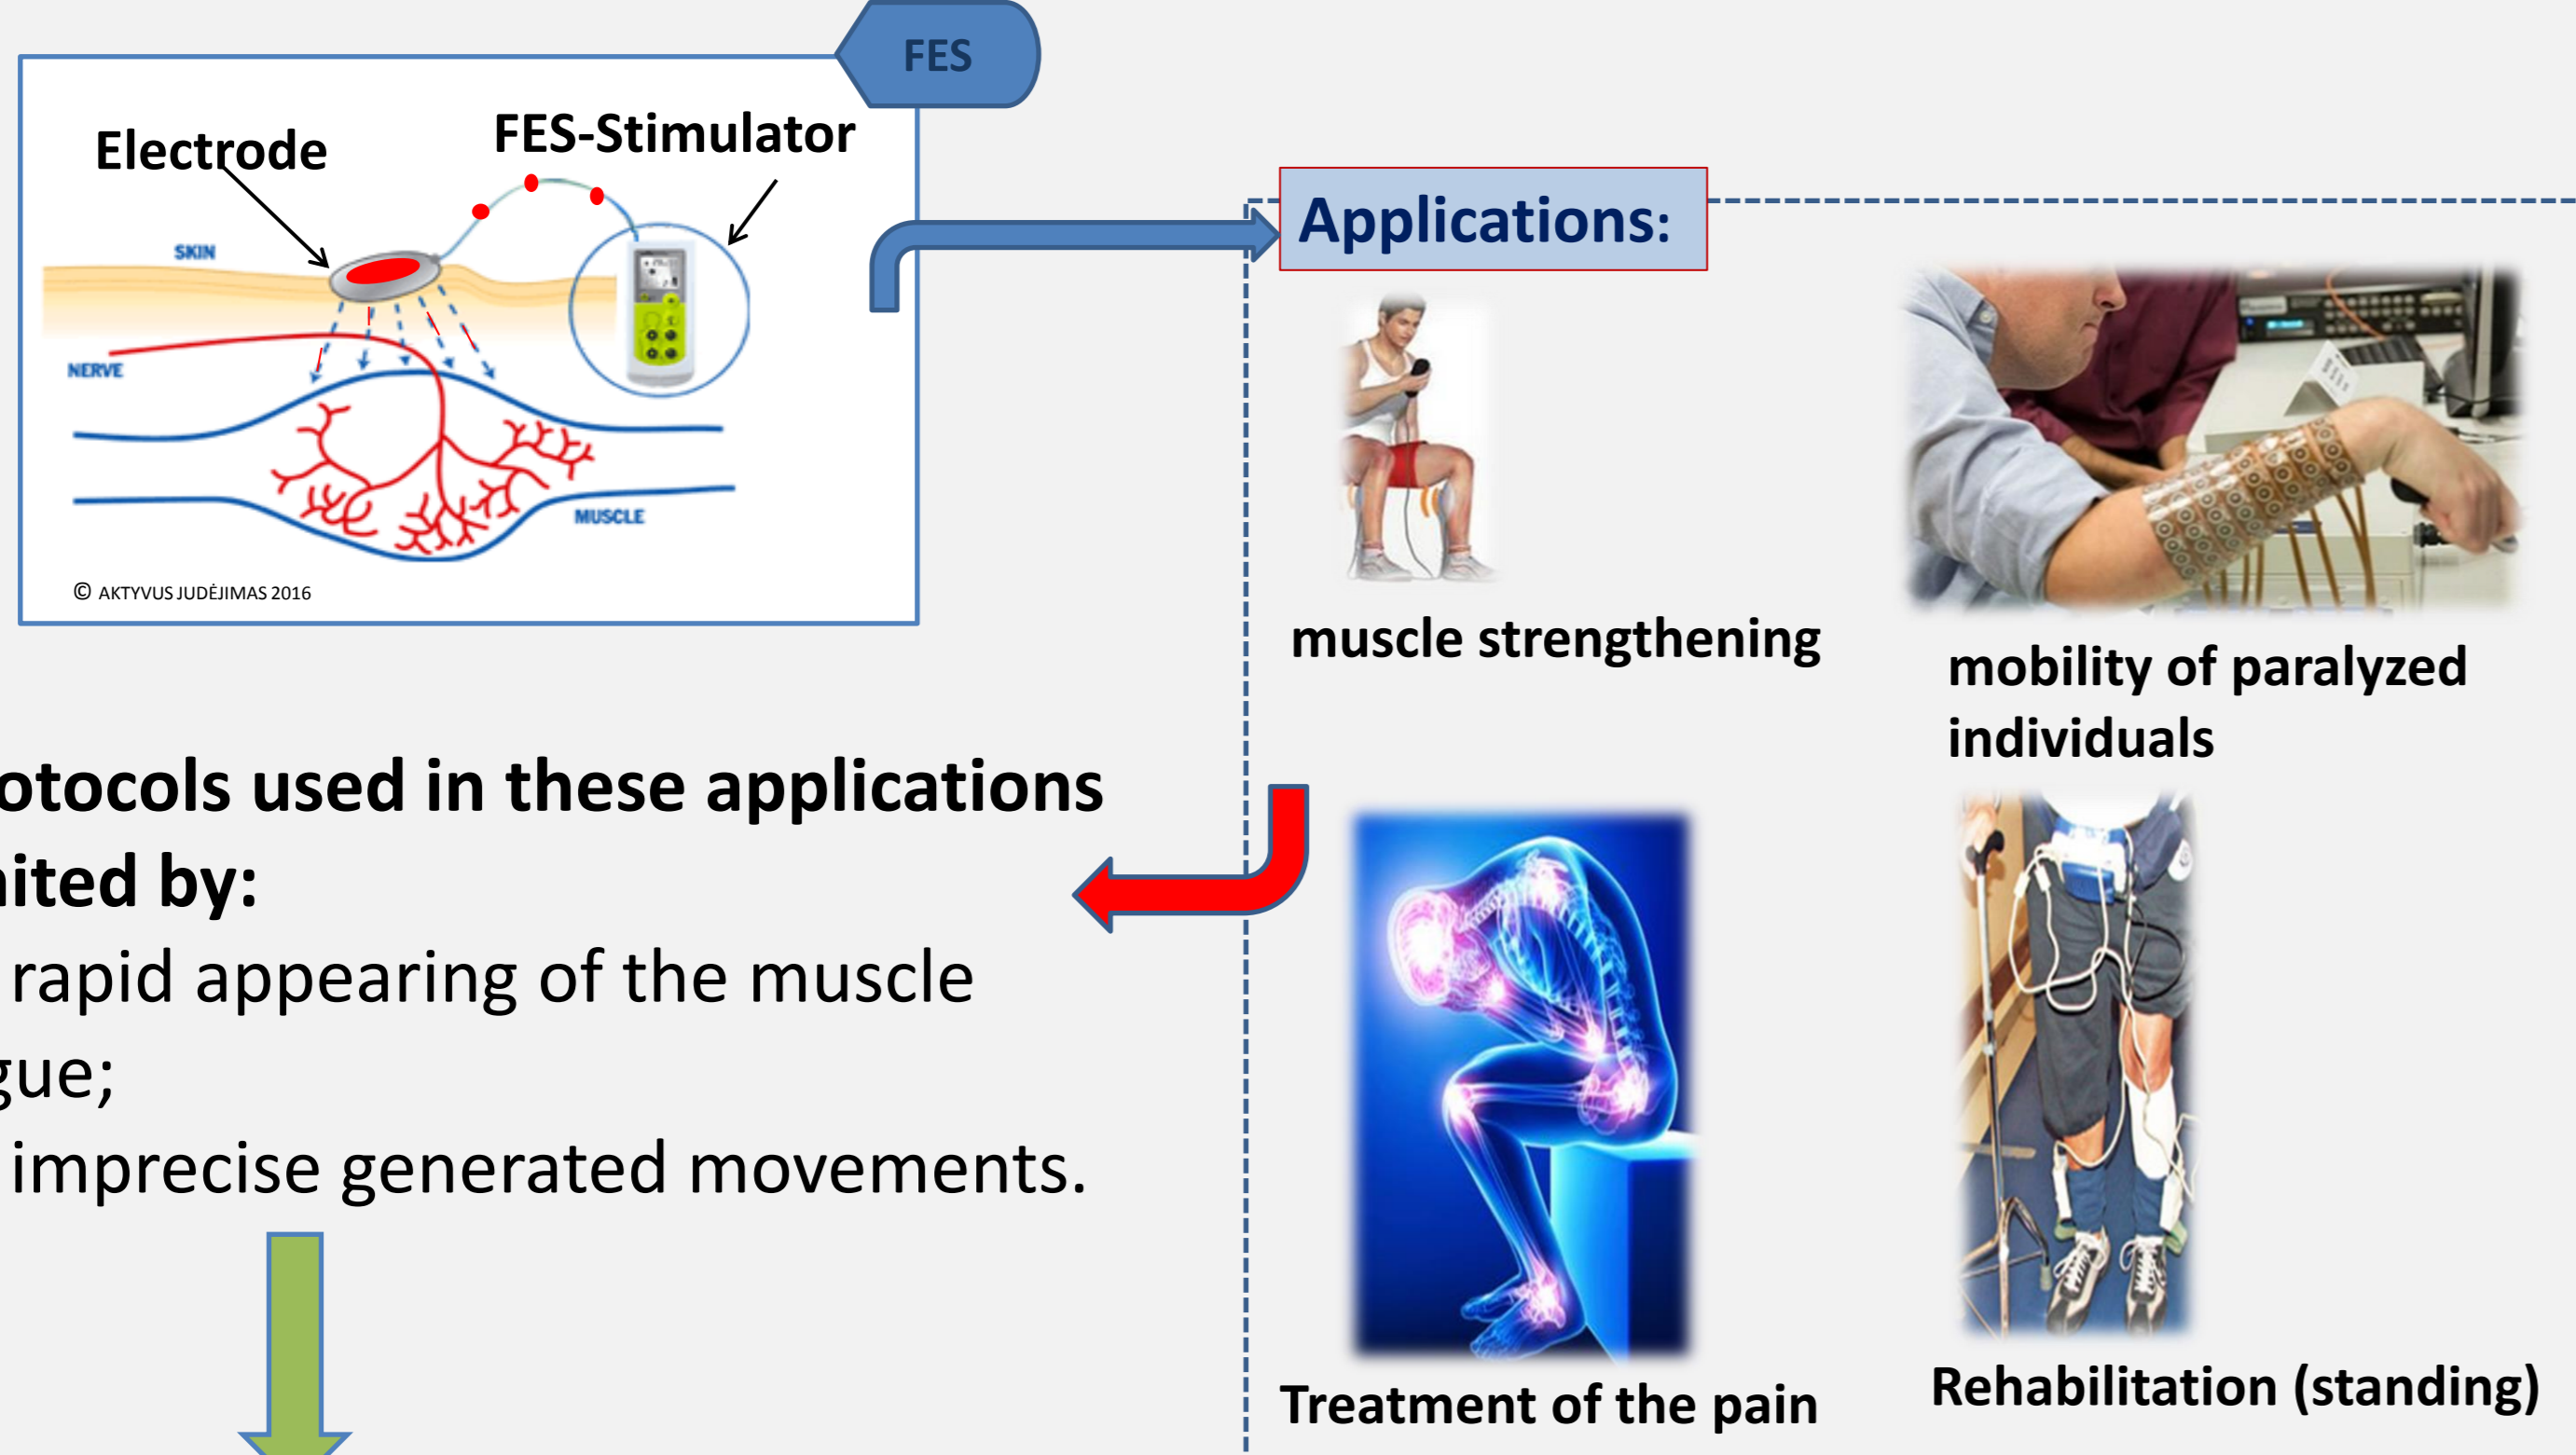 FES
Electrode
FES-Stimulator
SKIN
NERVE
MUSCLE
© AKTYVUS JUDĖJIMAS 2016
Applications:
muscle strengthening
mobility of paralyzed
individuals
Treatment of the pain
Rehabilitation (standing)
otocols used in these applications
ited by:
rapid appearing of the muscle
gue;
imprecise generated movements.